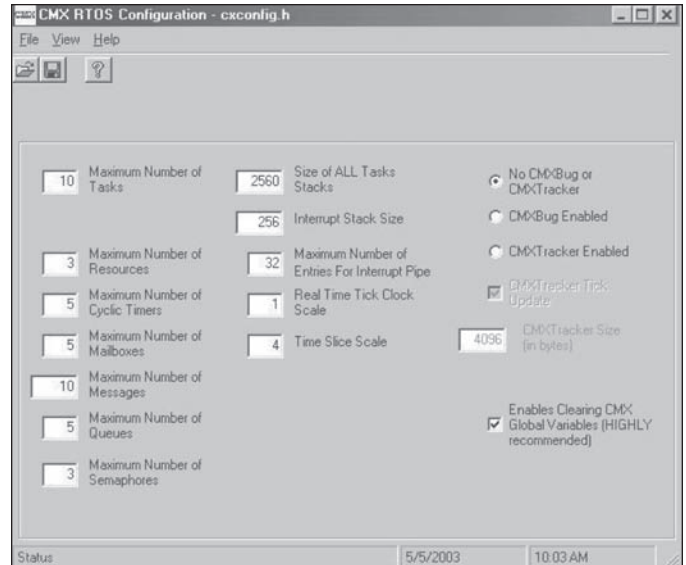 CMX CMX RTOS Configuration - cxconfig.h
File View Help
10 Maximum Number of
Tasks
2560 Size of ALL Tasks
Stacks
No CMXBug or
CMXTracker
256 Interrupt Stack Size
CMXBug Enabled
3 Maximum Number of
Resources
32 Maximum Number of
Entries For Interrupt Pipe
CMXTracker Enabled
5 Maximum Number of
Cyclic Timers
1 Real Time Tick Clock
Scale
CMXTracker Tick
Update
5 Maximum Number of
Mailboxes
4 Time Slice Scale
4096 CMXTracker Size
(in bytes)
10 Maximum Number of
Messages
5 Maximum Number of
Queues
Enables Clearing CMX
Global Variables (HIGHLY
recommended)
3 Maximum Number of
Semaphores
Status 5/5/2003 10:03 AM